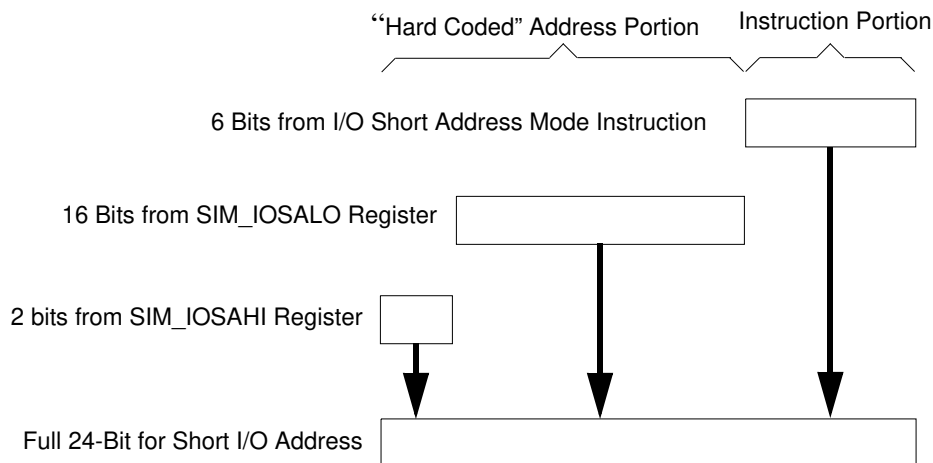 “Hard Coded” Address Portion
Instruction Portion
6 Bits from I/O Short Address Mode Instruction
16 Bits from SIM_IOSALO Register
2 bits from SIM_IOSAHI Register
Full 24-Bit for Short I/O Address